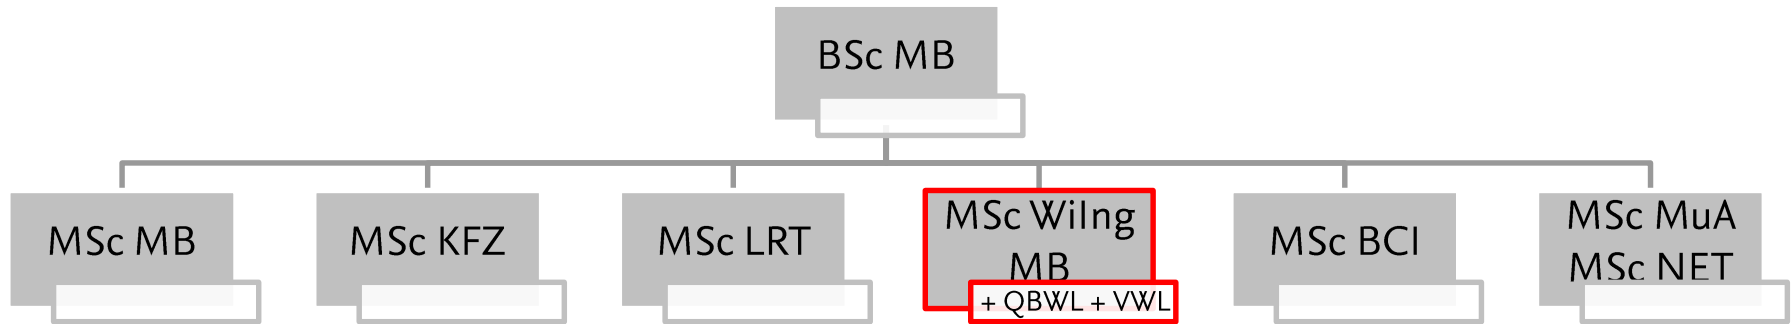 BSc MB
MSc MB
MSc KFZ
MSc LRT
MSc WiIng
MB
+ QBWL + VWL
MSc BCI
MSc MuA
MSc NET